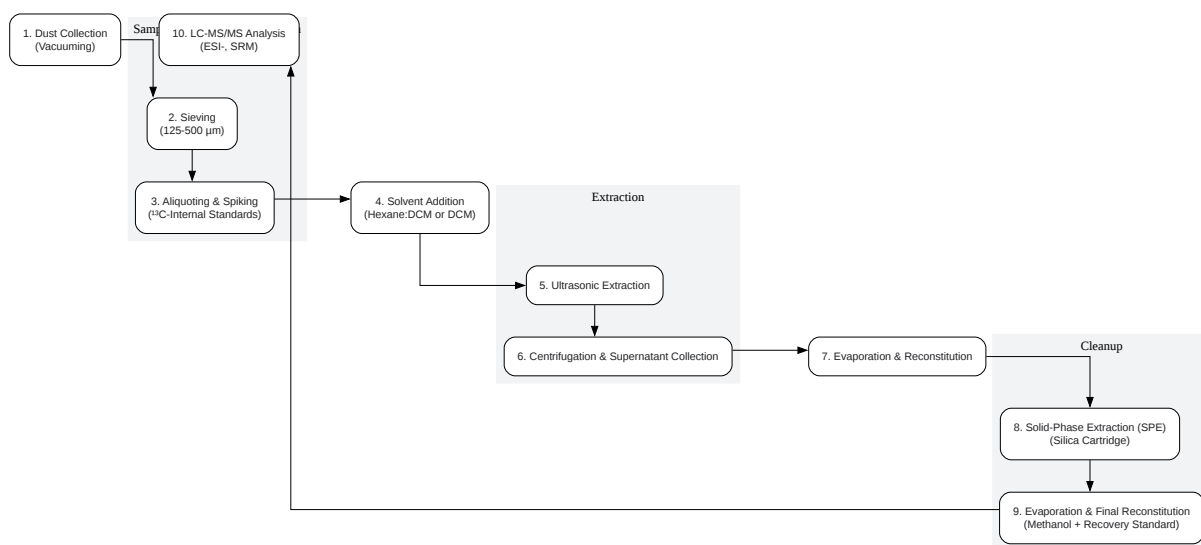 1. Dust Collection
(Vacuuming)
10. LC-MS/MS Analysis
(ESI-, SRM)
2. Sieving
(125-500 µm)
3. Aliquoting & Spiking
(¹³C-Internal Standards)
4. Solvent Addition
(Hexane:DCM or DCM)
Extraction
5. Ultrasonic Extraction
6. Centrifugation & Supernatant Collection
7. Evaporation & Reconstitution
Cleanup
8. Solid-Phase Extraction (SPE)
(Silica Cartridge)
9. Evaporation & Final Reconstitution
(Methanol + Recovery Standard)